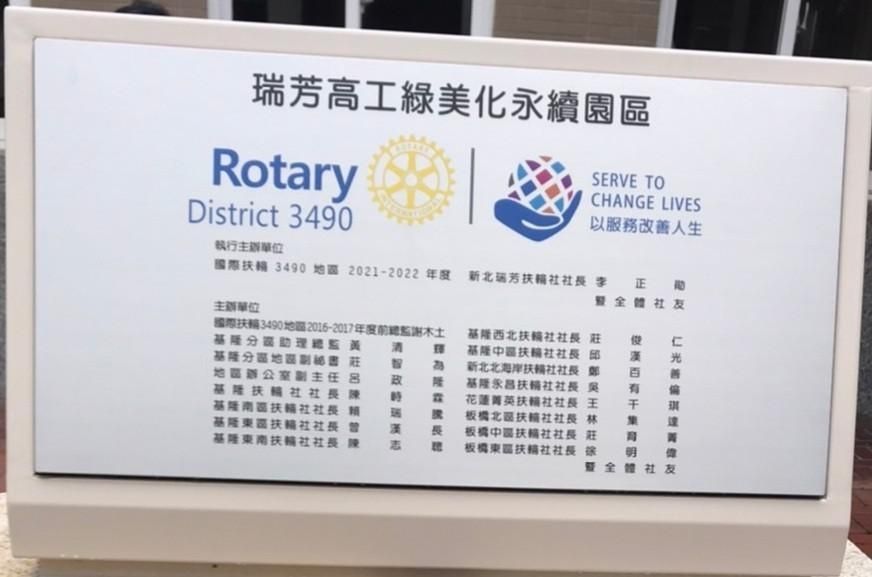 瑞芳高工綠美化永續園區
Rotary
District 3490
ROTARY
INTERNATIONAL
SERVE TO
CHANGE LIVES
以服務改善人生
執行主辦單位
國際扶輪 3490 地區 2021-2022 年度 新北瑞芳扶輪社社長 李正勛
暨全體社友
主辦單位
國際扶輪3490地區2016-2017年度前總監謝木土
基隆分區助理總監 黃清輝
基隆分區地區副祕書 莊智為
地區辦公室副主任 呂政隆
基隆扶輪社社長 陳
基隆南區扶輪社社長 賴瑞騰
基隆東區扶輪社社長 曾漢長
基隆東南扶輪社社長 陳志聰
基隆西北扶輪社社長 莊俊仁
基隆中區扶輪社社長 邱漢光
新北北海岸扶輪社社長 鄭百善
基隆永昌扶輪社社長 吳有倫
花蓮菁英扶輪社社長 王千琪
板橋北區扶輪社社長 林集達
板橋中區扶輪社社長 莊育菁
板橋東區扶輪社社長 徐明偉
暨全體社友